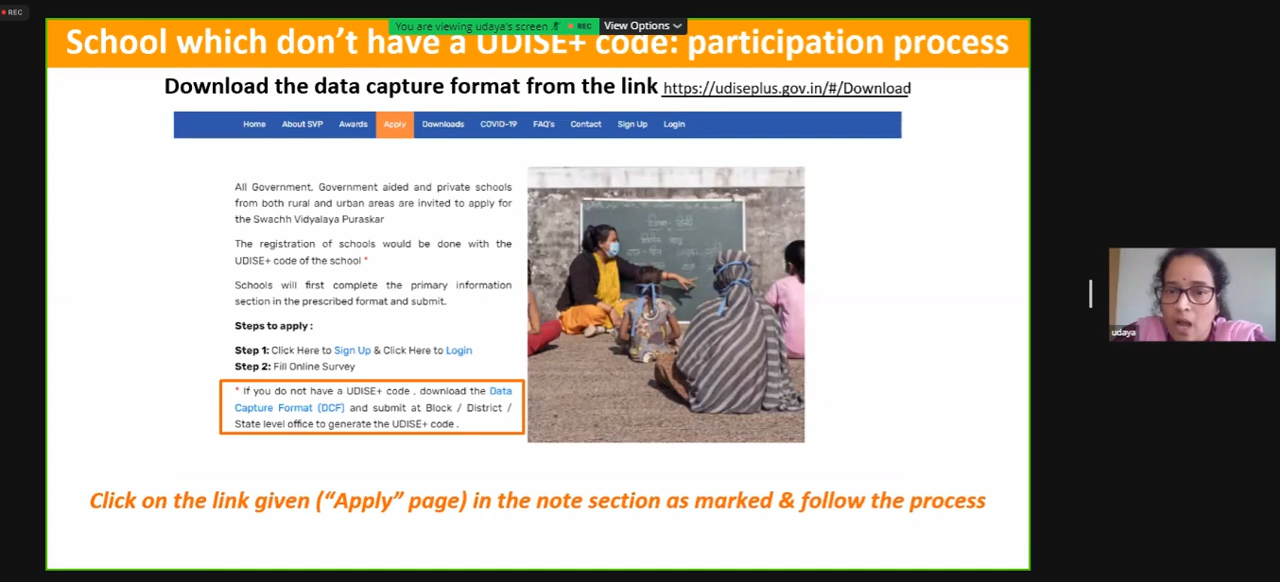 REC
You are viewing udaya's screen REC View Options
School which don't have a UDISE+ code: participation process
Download the data capture format from the link https://udiseplus.gov.in/#/Download
Home About SVP Awards Apply Downloads COVID-19 FAQ's Contact Sign Up Login
All Government, Government aided and private schools
from both rural and urban areas are invited to apply for
the Swachh Vidyalaya Puraskar
The registration of schools would be done with the
UDISE+ code of the school *
Schools will first complete the primary information
section in the prescribed format and submit.
Steps to apply :
Step 1: Click Here to Sign Up & Click Here to Login
Step 2: Fill Online Survey
* If you do not have a UDISE+ code , download the Data
Capture Format (DCF) and submit at Block / District /
State level office to generate the UDISE+ code .
udaya
Click on the link given (“Apply” page) in the note section as marked & follow the process